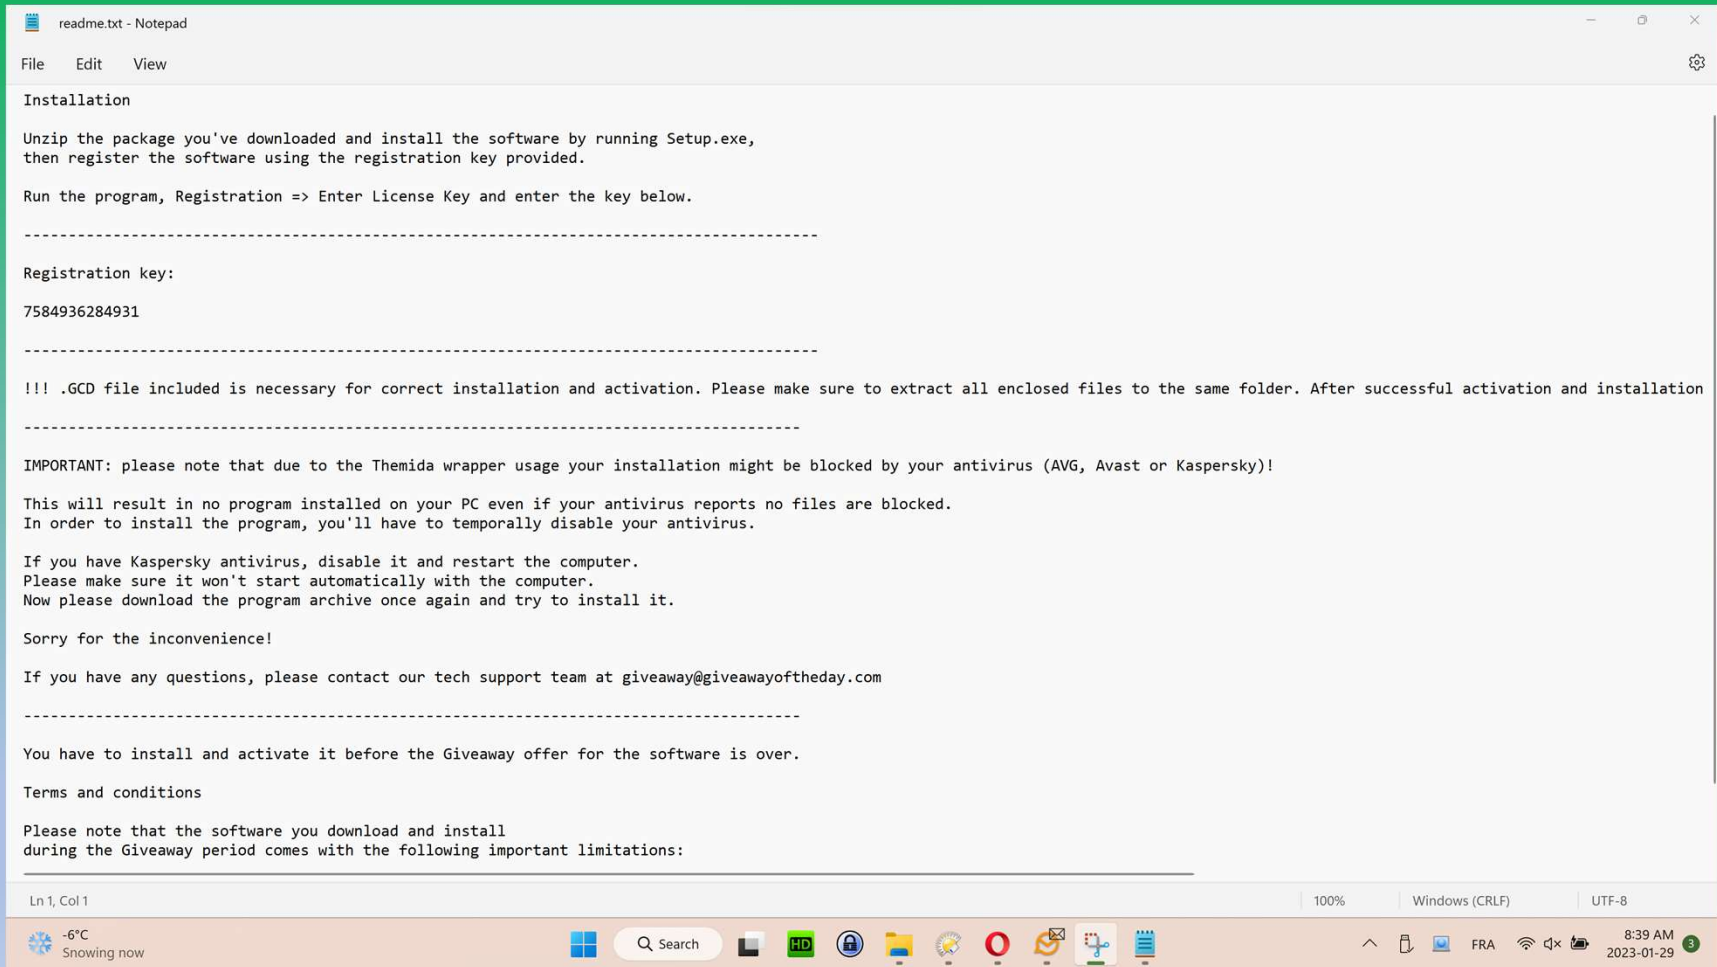 readme.txt - Notepad
File Edit View
Installation
Unzip the package you've downloaded and install the software by running Setup.exe,
then register the software using the registration key provided.
Run the program, Registration => Enter License Key and enter the key below.
-----------------------------------------------------------------------------------------
Registration key:
7584936284931
-----------------------------------------------------------------------------------------
!!! .GCD file included is necessary for correct installation and activation. Please make sure to extract all enclosed files to the same folder. After successful activation and installation
---------------------------------------------------------------------------------------
IMPORTANT: please note that due to the Themida wrapper usage your installation might be blocked by your antivirus (AVG, Avast or Kaspersky)!
This will result in no program installed on your PC even if your antivirus reports no files are blocked.
In order to install the program, you'll have to temporally disable your antivirus.
If you have Kaspersky antivirus, disable it and restart the computer.
Please make sure it won't start automatically with the computer.
Now please download the program archive once again and try to install it.
Sorry for the inconvenience!
If you have any questions, please contact our tech support team at giveaway@giveawayoftheday.com
---------------------------------------------------------------------------------------
You have to install and activate it before the Giveaway offer for the software is over.
Terms and conditions
Please note that the software you download and install
during the Giveaway period comes with the following important limitations:
Ln 1, Col 1 100% Windows (CRLF) UTF-8
-6°C
Snowing now
Search
HD
FRA
8:39 AM
2023-01-29
3